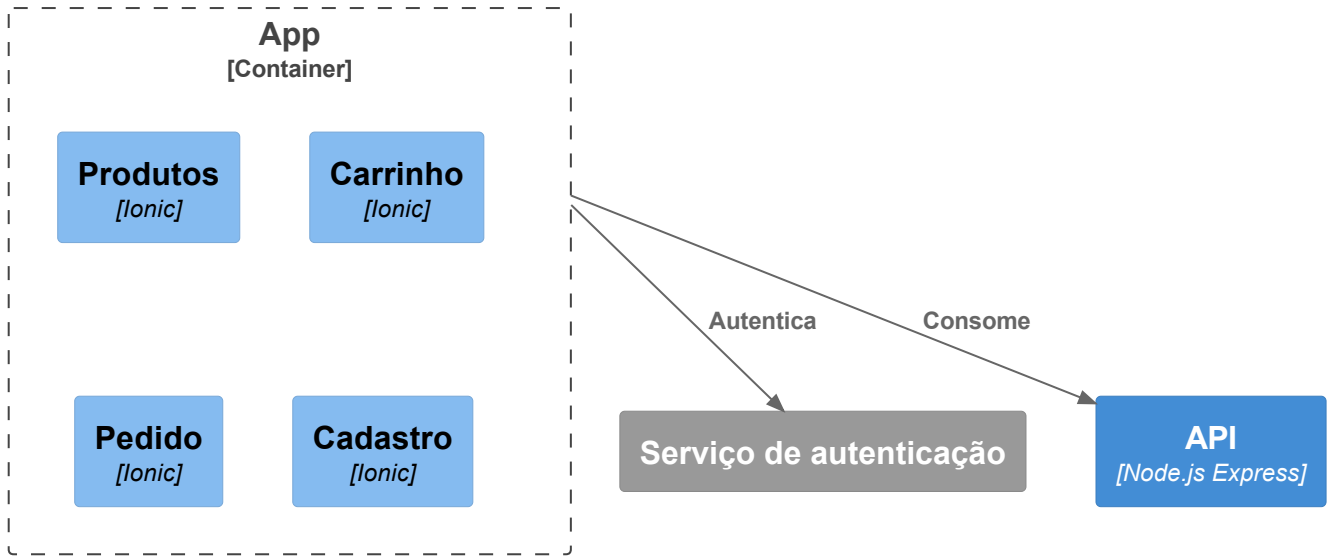 App
[Container]
Produtos
[Ionic]
Carrinho
[Ionic]
Autentica
Consome
Pedido
[Ionic]
Cadastro
[Ionic]
Serviço de autenticação
API
[Node.js Express]